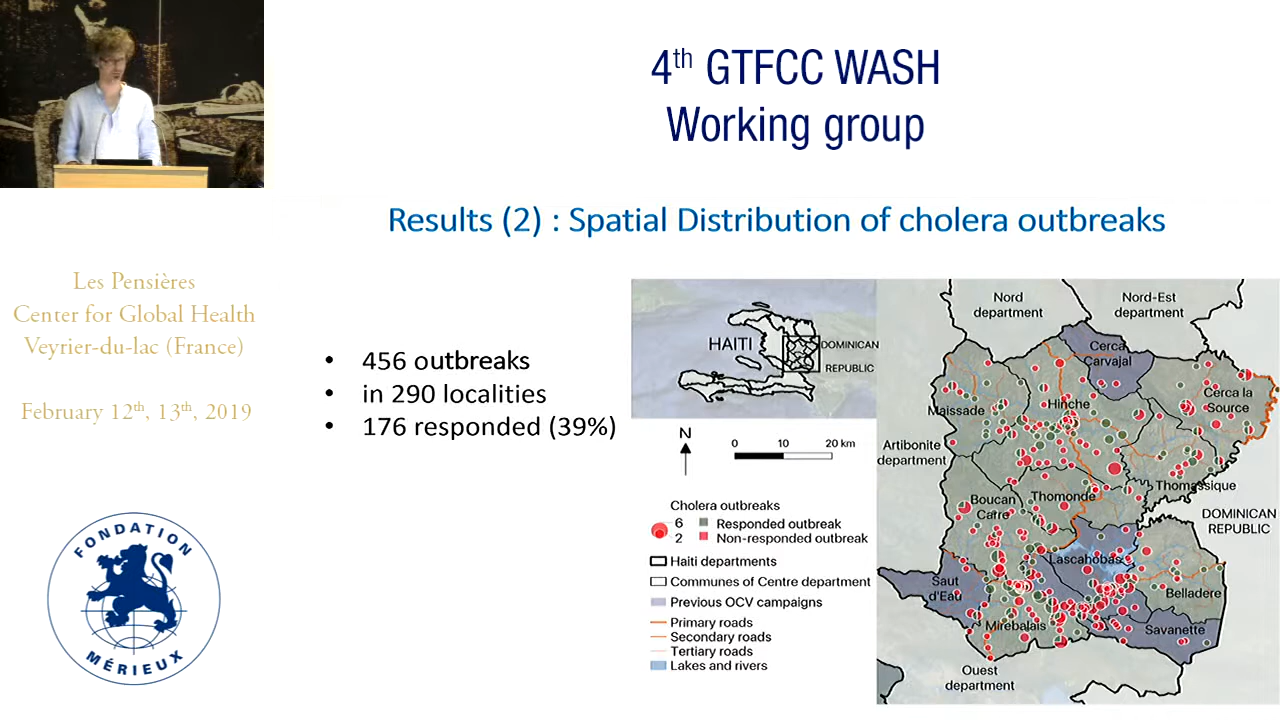 4th GTFCC WASH
Working group
Results (2) : Spatial Distribution of cholera outbreaks
Les Pensières
Center for Global Health
Veyrier-du-lac (France)
February 12th, 13th, 2019
• 456 outbreaks
• in 290 localities
• 176 responded (39%)
HAITI
DOMINICAN
REPUBLIC
N
0 10 20 km
Cholera outbreaks
6
2
Responded outbreak
Non-responded outbreak
Haiti departments
Communes of Centre department
Previous OCV campaigns
Primary roads
Secondary roads
Tertiary roads
Lakes and rivers
Nord
department
Nord-Est
department
Cerca
Carvajal
Maissade
Hinche
Cerca la
Source
Artibonite
department
Thomassique
Boucan
Carre
Thomonde
DOMINICAN
REPUBLIC
Lascahobas
Saut
d'Eau
Belladere
Mirebalais
Savanette
Ouest
department
FONDATION
MÉRIEUX